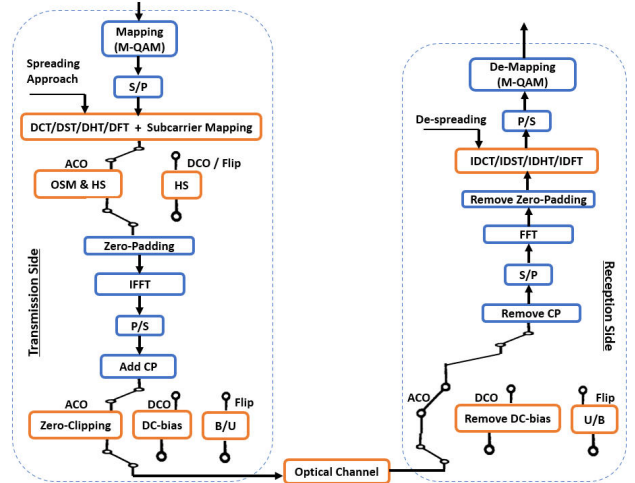 Mapping
(M-QAM)
Spreading
Approach
S/P
DCT/DST/DHT/DFT + Subcarrier Mapping
ACO
DCO / Flip
OSM & HS
HS
Zero-Padding
IFFT
P/S
Add CP
ACO
DCO
Flip
Zero-Clipping
DC-bias
B/U
Transmission Side
Optical Channel
De-Mapping
(M-QAM)
De-spreading
P/S
IDCT/IDST/IDHT/IDFT
Remove Zero-Padding
FFT
S/P
Remove CP
ACO
DCO
Flip
Remove DC-bias
U/B
Reception Side